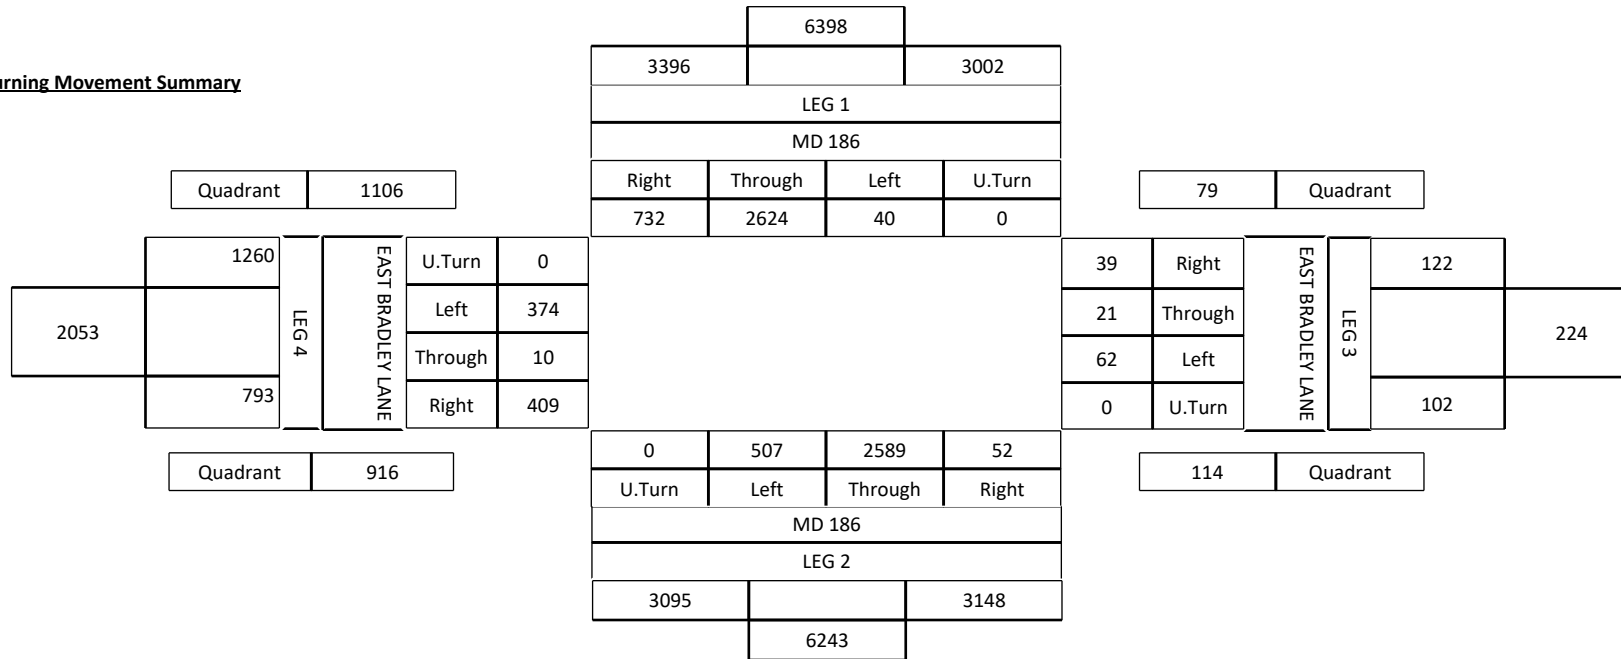 6398
3396 3002
urning Movement Summary
LEG 1
MD 186
Right Through Left U.Turn
732 2624 40 0
Quadrant 1106
79 Quadrant
1260
2053
793
LEG 4
EAST BRADLEY LANE
U.Turn 0
Left 374
Through 10
Right 409
39 Right
21 Through
62 Left
0 U.Turn
EAST BRADLEY LANE
LEG 3
122
224
102
Quadrant 916
114 Quadrant
0 507 2589 52
U.Turn Left Through Right
MD 186
LEG 2
3095 3148
6243